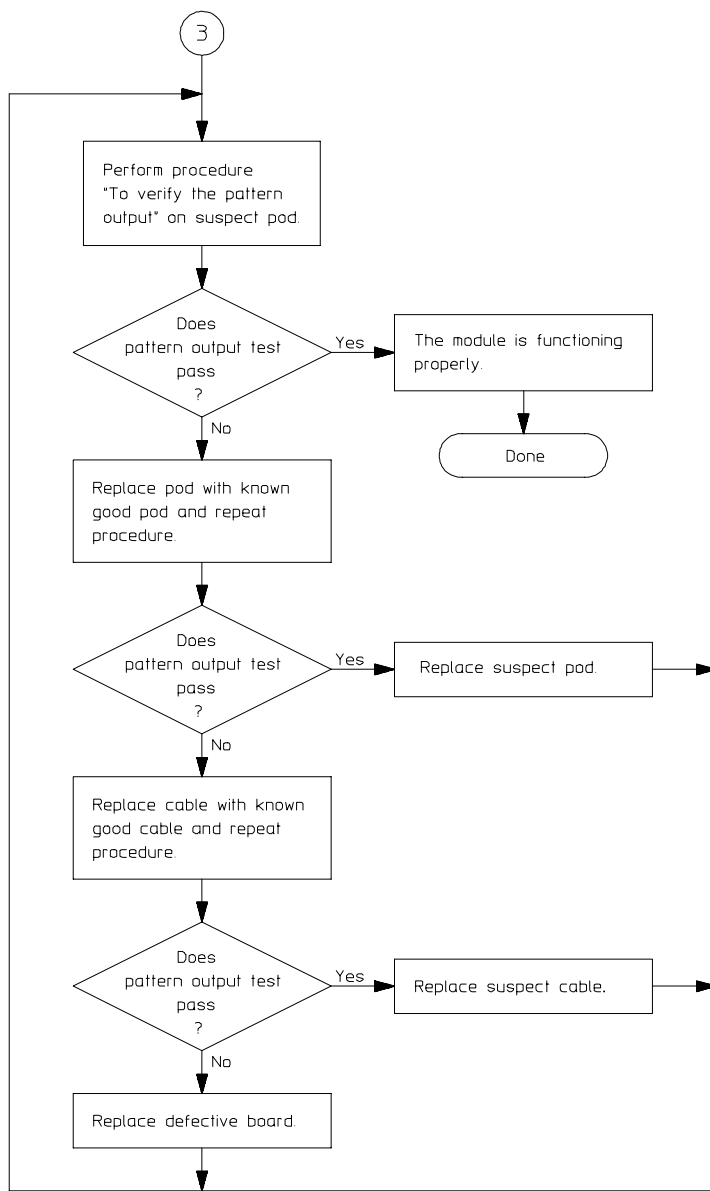 3
Perform procedure
"To verify the pattern
output" on suspect pod.
Does
pattern output test
pass
?
Yes
The module is functioning
properly.
No
Done
Replace pod with known
good pod and repeat
procedure.
Does
pattern output test
pass
?
Yes
Replace suspect pod.
No
Replace cable with known
good cable and repeat
procedure.
Does
pattern output test
pass
?
Yes
Replace suspect cable.
No
Replace defective board.